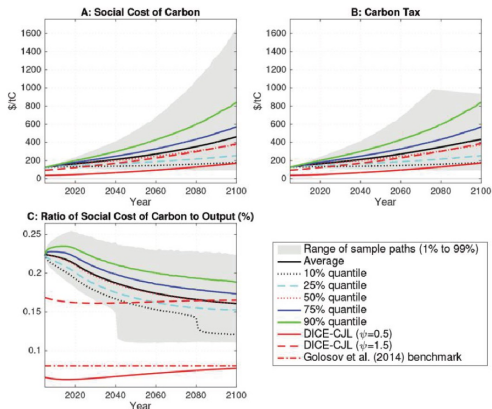 A: Social Cost of Carbon
1600
1400
1200
1000
800
600
400
200
0
$/tC
2020 2040 2060 2080 2100
Year
B: Carbon Tax
1600
1400
1200
1000
800
600
400
200
0
$/tC
2020 2040 2060 2080 2100
Year
C: Ratio of Social Cost of Carbon to Output (%)
0.25
0.2
0.15
0.1
2020 2040 2060 2080 2100
Year
Range of sample paths (1% to 99%)
Average
10% quantile
25% quantile
50% quantile
75% quantile
90% quantile
DICE-CJL (ψ=0.5)
DICE-CJL (ψ=1.5)
Golosov et al. (2014) benchmark